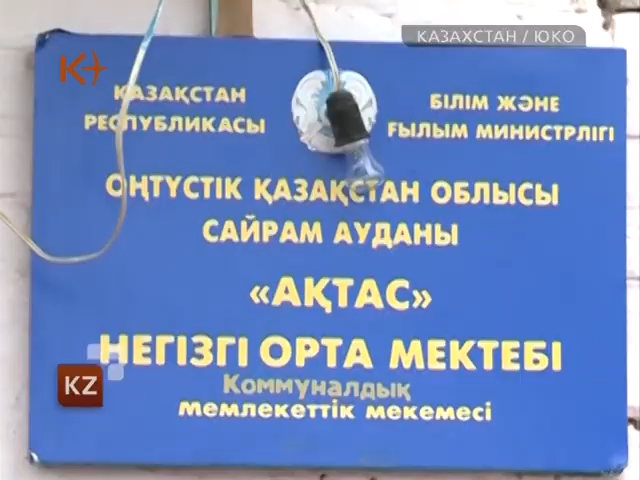 КАЗАХСТАН / ЮКО
К+
ҚАЗАҚСТАН
РЕСПУБЛИКАСЫ
БІЛІМ ЖӘНЕ
ҒЫЛЫМ МИНИСТРЛІГІ
ОҢТҮСТІК ҚАЗАҚСТАН ОБЛЫСЫ
САЙРАМ АУДАНЫ
«АҚТАС»
НЕГІЗГІ ОРТА МЕКТЕБІ
Коммуналдық
мемлекеттік мекемесі
KZ